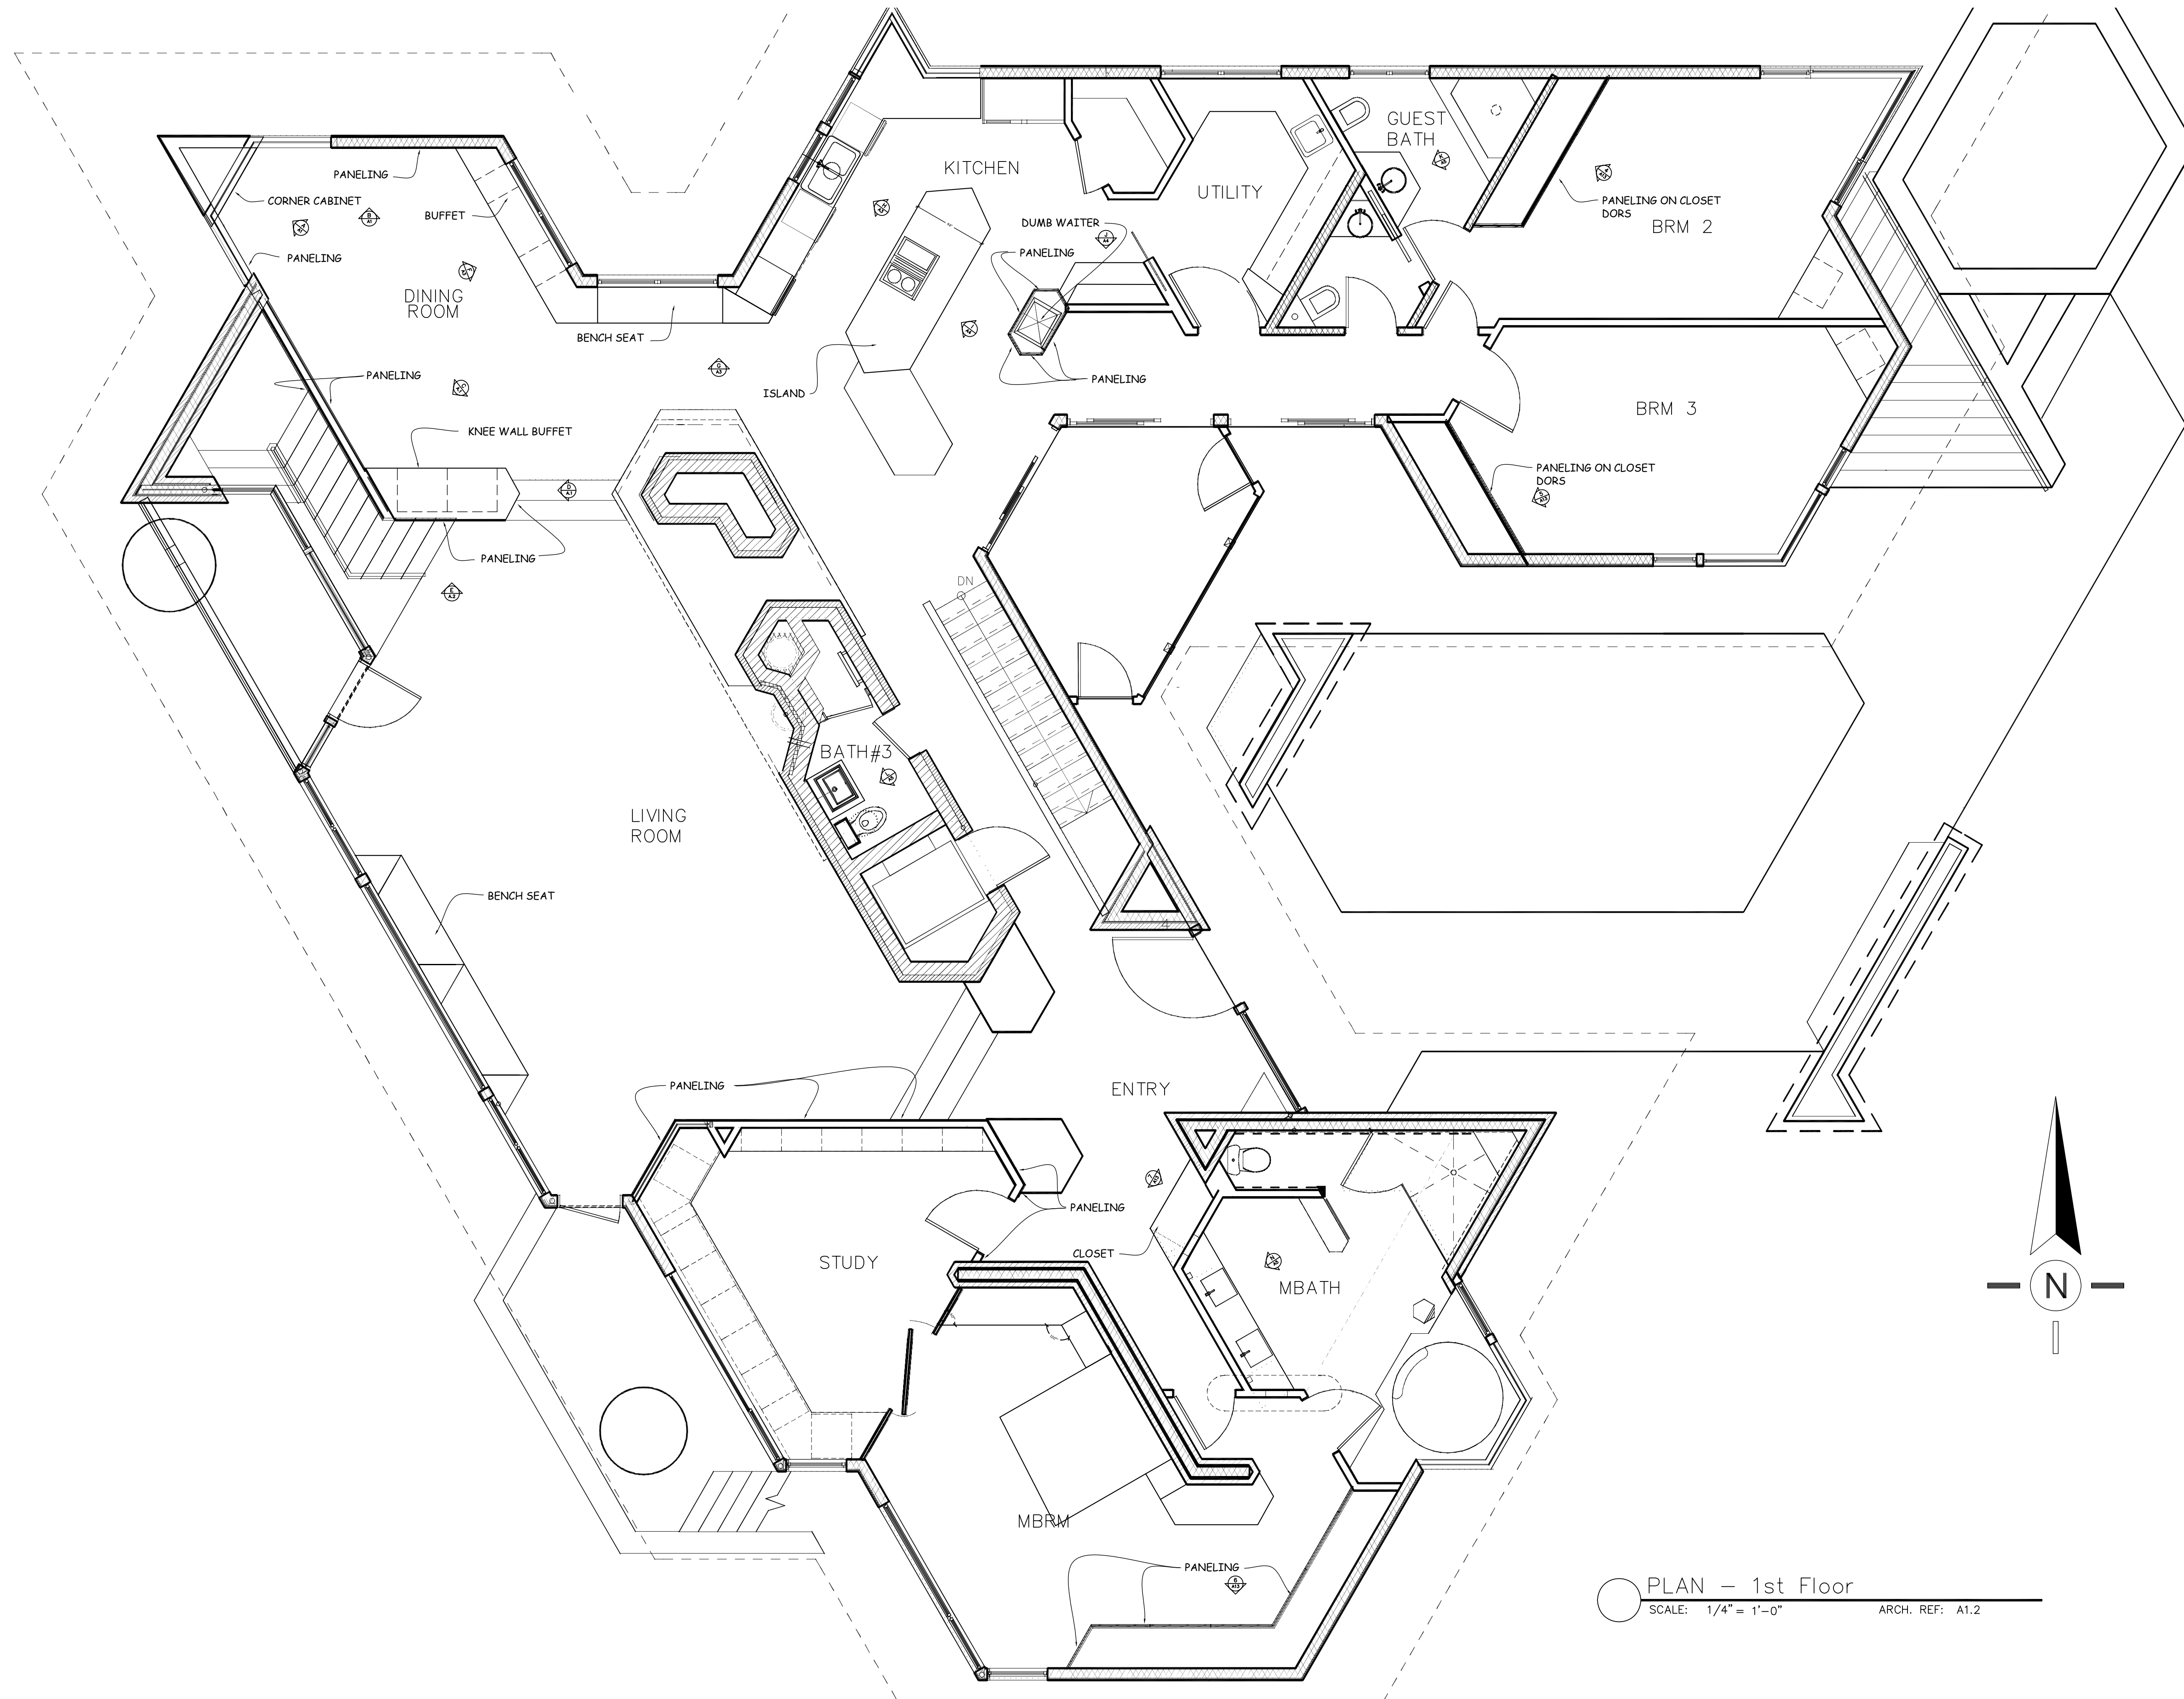 GUEST
BATH
KITCHEN
PANELING
UTILITY
CORNER CABINET
BUFFET
PANELING ON CLOSET
DORS
BRM 2
DUMB WAITER
PANELING
PANELING
DINING
ROOM
BENCH SEAT
PANELING
ISLAND
PANELING
BRM 3
KNEE WALL BUFFET
PANELING ON CLOSET
DORS
PANELING
DN
BATH#3
LIVING
ROOM
BENCH SEAT
4
PANELING
ENTRY
PANELING
CLOSET
STUDY
MBATH
N
MBRM
PANELING
PLAN - 1st Floor
SCALE: 1/4" = 1'-0"
ARCH. REF: A1.2